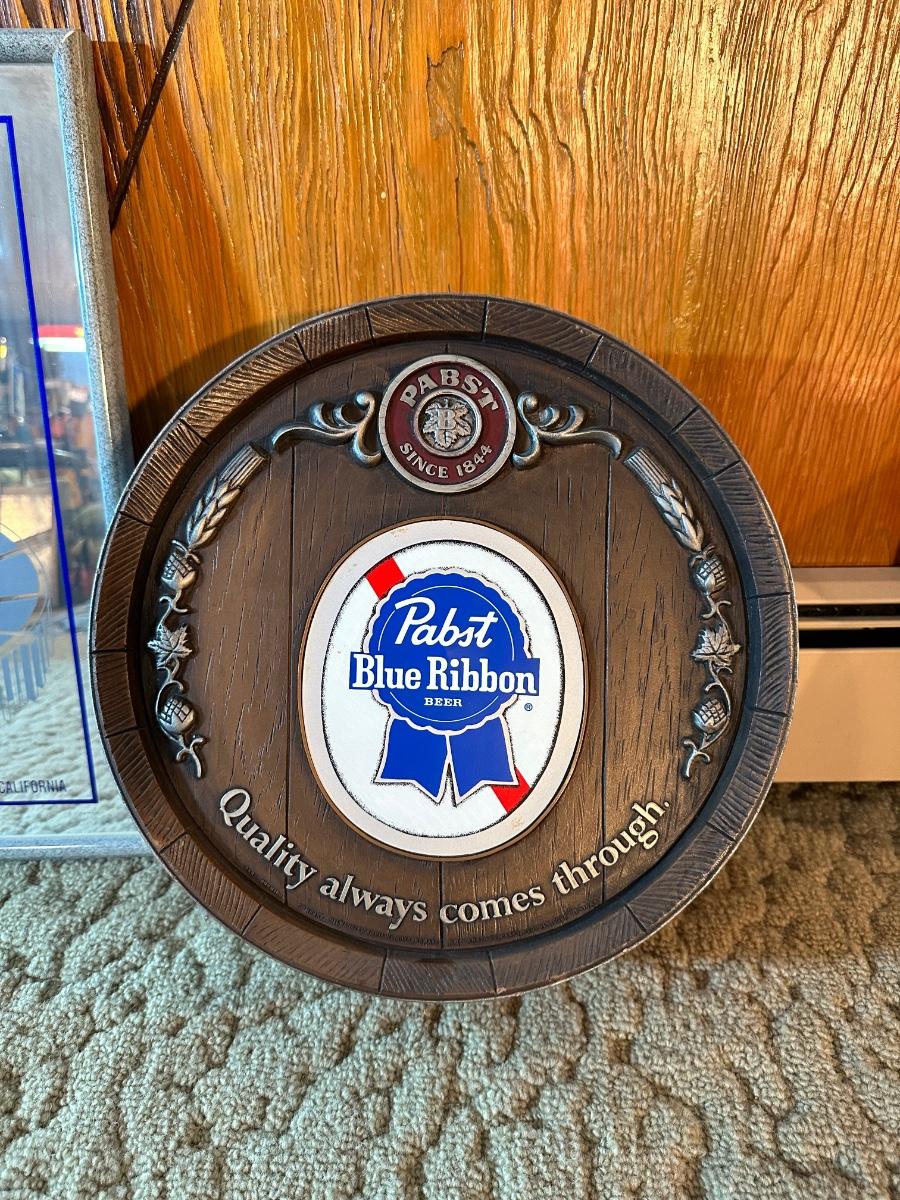 PABST
B
SINCE 1844
Pabst
Blue Ribbon
BEER
®
Quality always comes through.
CALIFORNIA